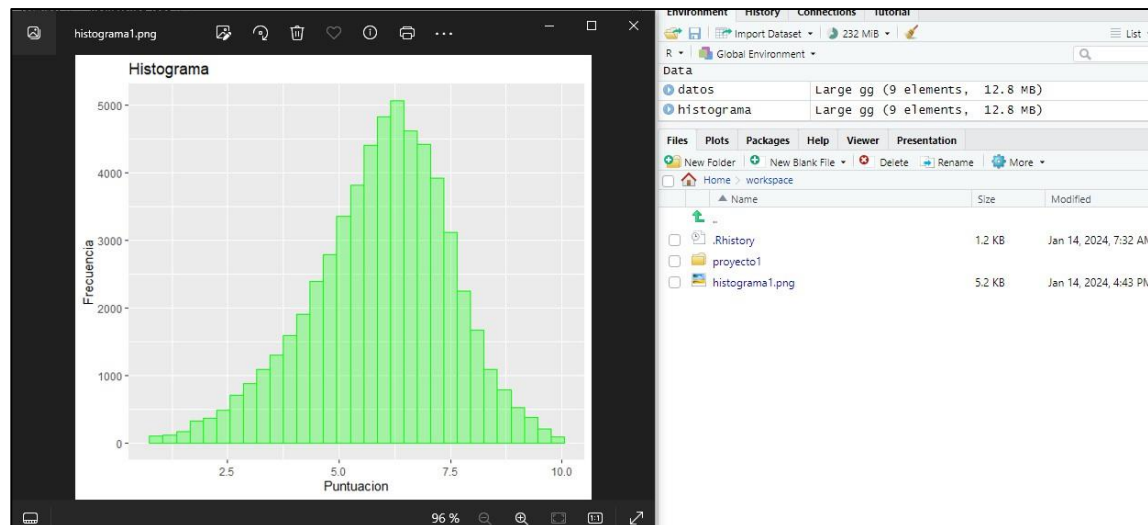 histograma1.png
Histograma
5000
4000
3000
2000
1000
0
Frecuencia
2.5 5.0 7.5 10.0
Puntuacion
96 %
1:1
Environment History Connections Tutorial
Import Dataset 232 MiB List
R Global Environment
Data
datos Large gg (9 elements, 12.8 MB)
histograma Large gg (9 elements, 12.8 MB)
Files Plots Packages Help Viewer Presentation
New Folder New Blank File Delete Rename More
Home workspace
Name Size Modified
..
.Rhistory 1.2 KB Jan 14, 2024, 7:32 AM
proyecto1
histograma1.png 5.2 KB Jan 14, 2024, 4:43 PM